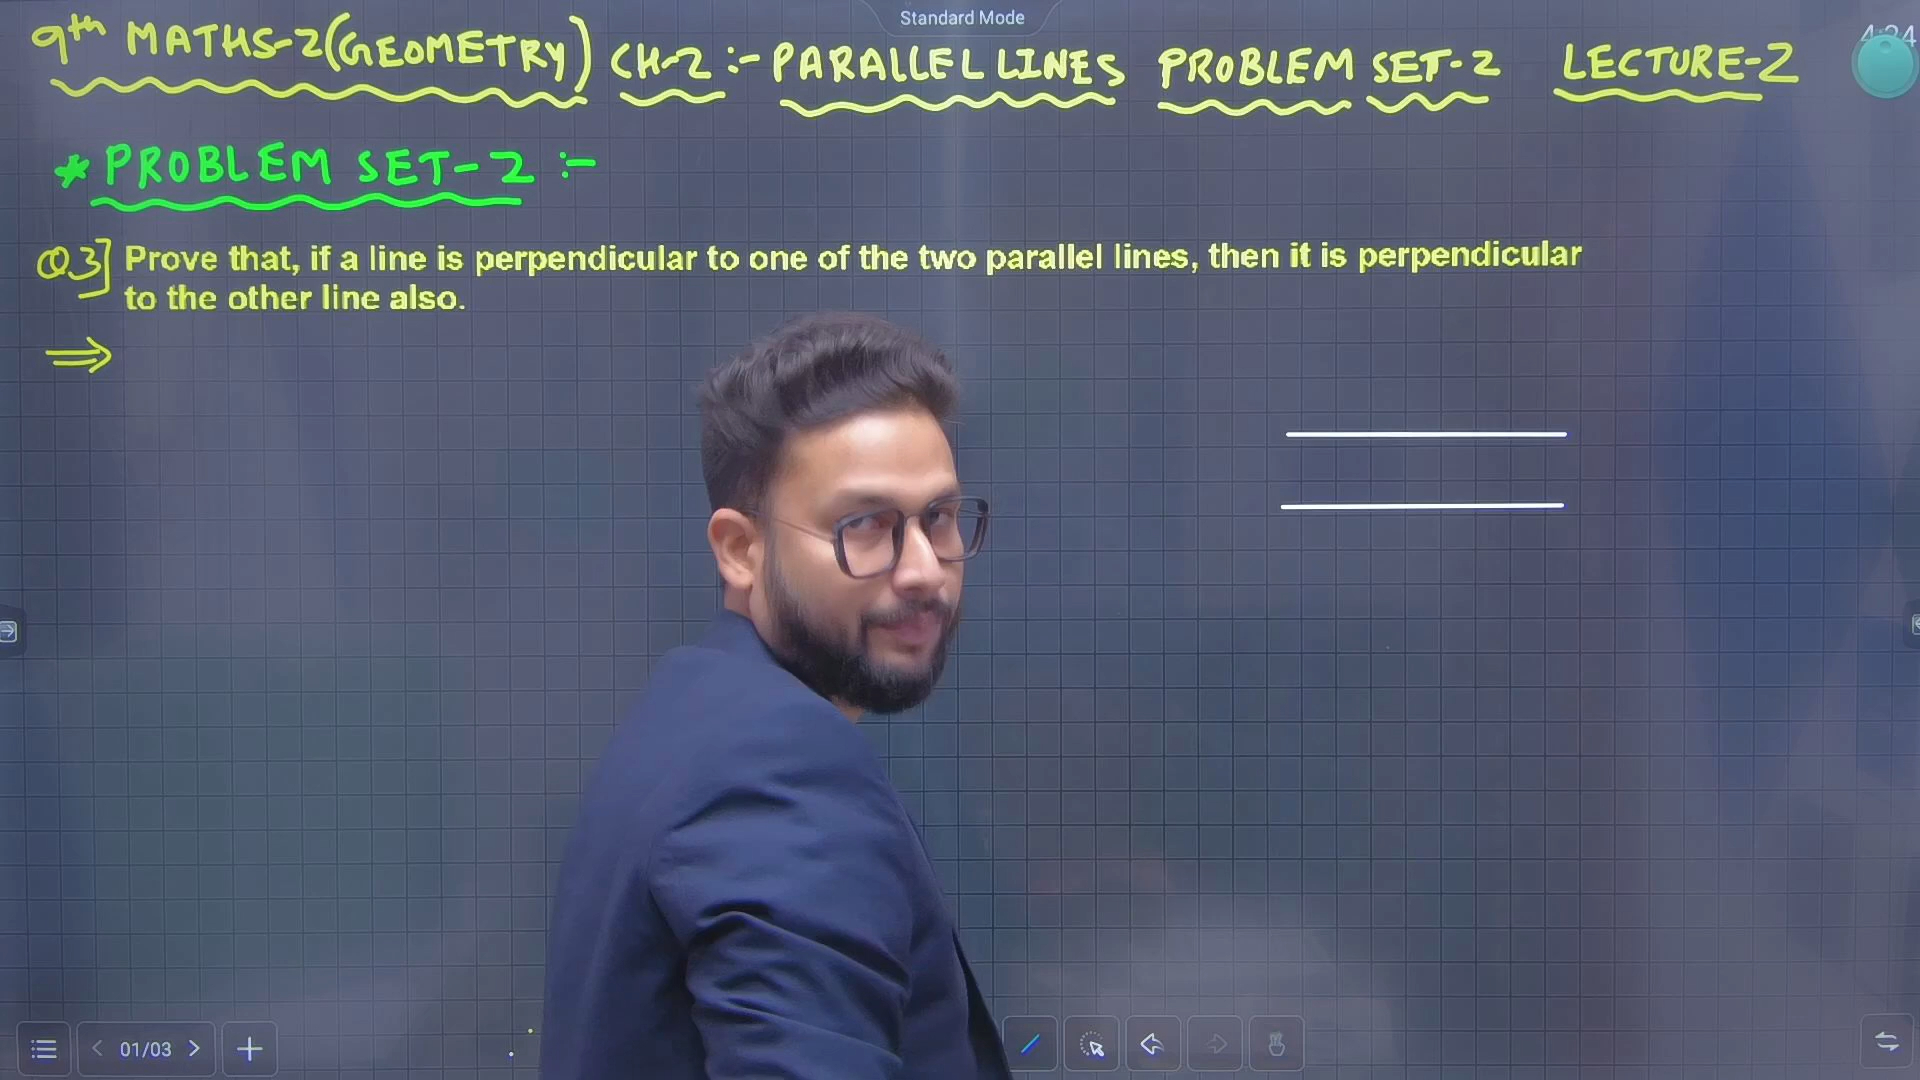 Standard Mode
9th MATHS-2(GEOMETRY) CH-2 :- PARALLEL LINES PROBLEM SET-2 LECTURE-2
* PROBLEM SET-2 :-
Q3] Prove that, if a line is perpendicular to one of the two parallel lines, then it is perpendicular
to the other line also.
⇒
01/03